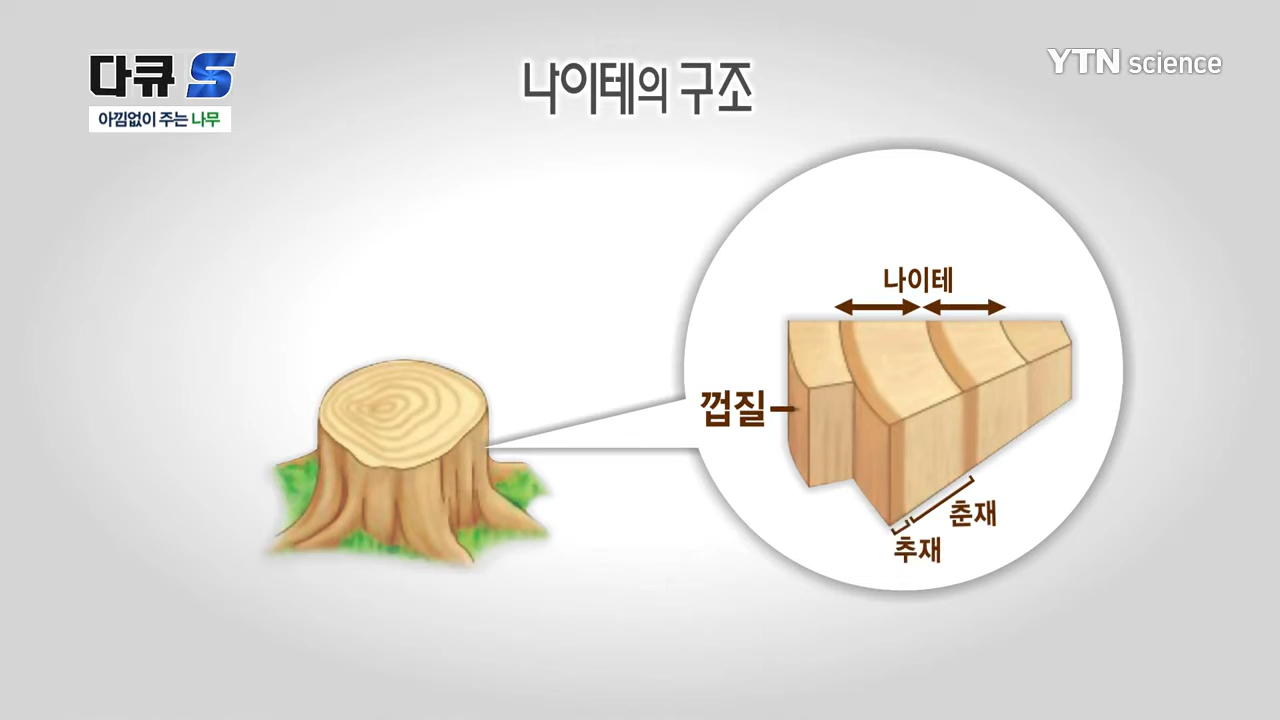 다큐 S
아낌없이 주는 나무
나이테의 구조
YTN science
나이테
껍질
춘재
추재